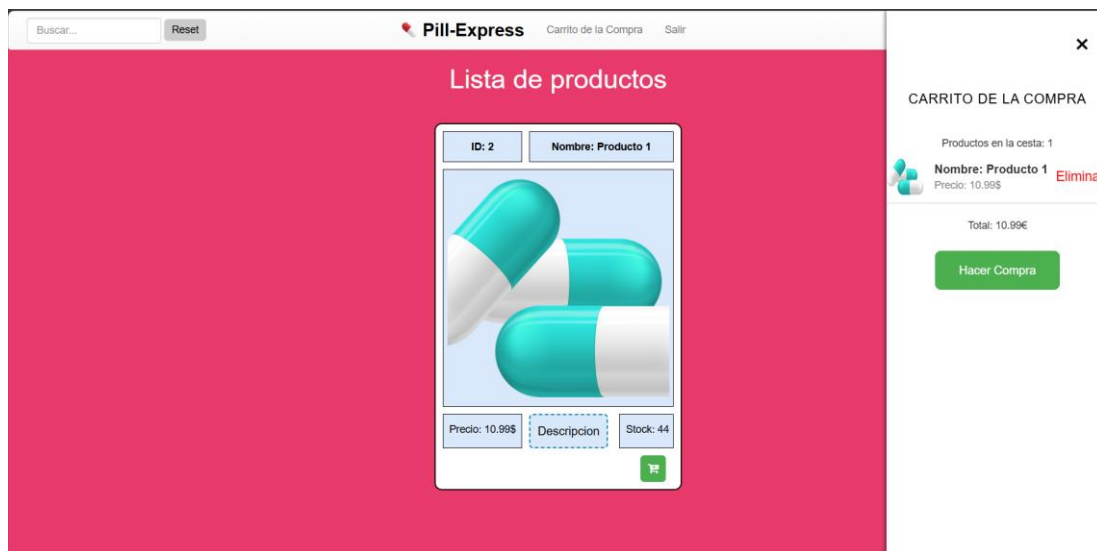 Buscar...
Reset
Pill-Express
Carrito de la Compra
Salir
Lista de productos
ID: 2
Nombre: Producto 1
Precio: 10.99$
Descripcion
Stock: 44
×
CARRITO DE LA COMPRA
Productos en la cesta: 1
Nombre: Producto 1
Precio: 10.99$
Elimina
Total: 10.99€
Hacer Compra